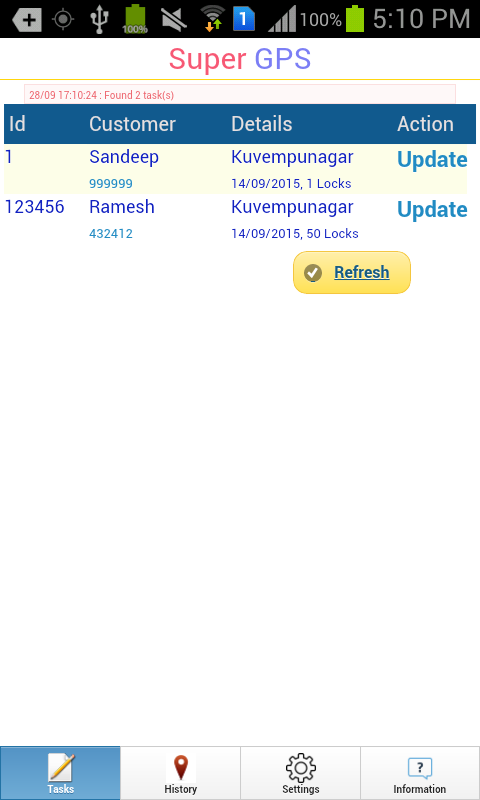 100% 1 100% 5:10 PM
Super GPS
28/09 17:10:24 : Found 2 task(s)
Id Customer Details Action
1 Sandeep Kuvempunagar Update
999999 14/09/2015, 1 Locks
123456 Ramesh Kuvempunagar Update
432412 14/09/2015, 50 Locks
Refresh
Tasks History Settings Information